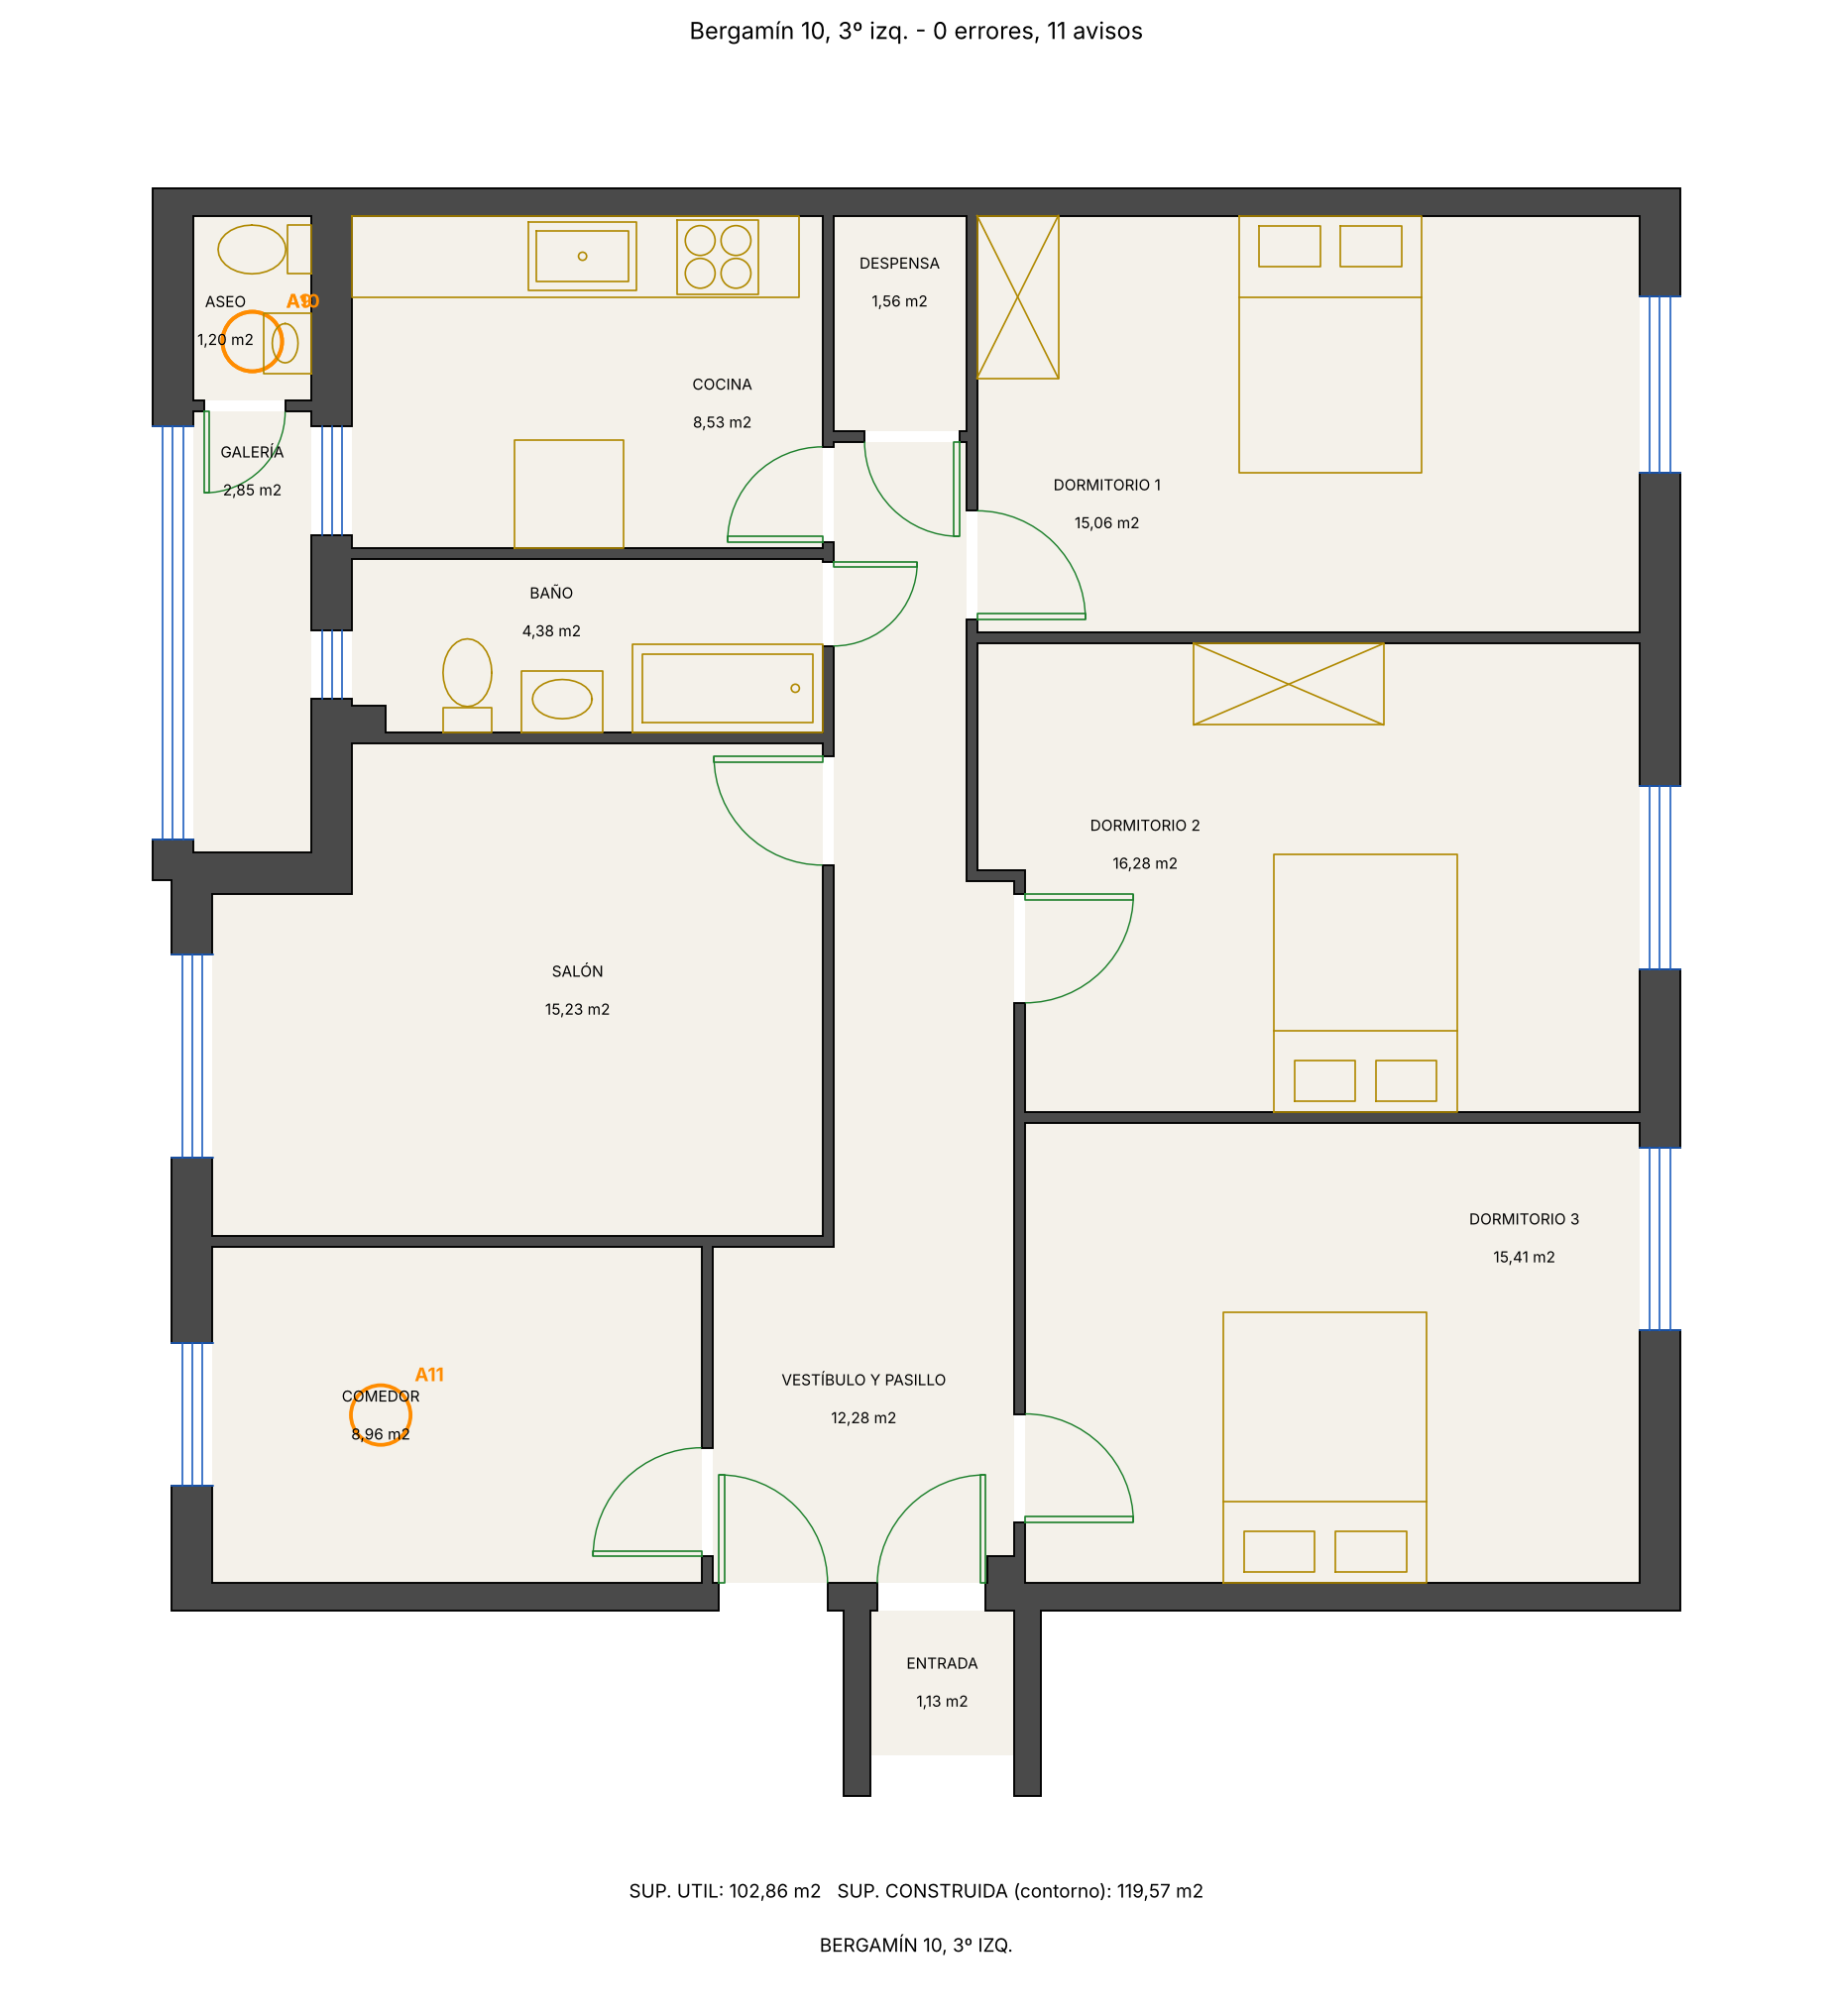 Bergamín 10, 3º izq. - 0 errores, 11 avisos
DESPENSA
1,56 m2
ASEO
1,20 m2
A10
COCINA
8,53 m2
GALERÍA
2,85 m2
DORMITORIO 1
15,06 m2
BAÑO
4,38 m2
DORMITORIO 2
16,28 m2
SALÓN
15,23 m2
DORMITORIO 3
15,41 m2
A11
COMEDOR
8,96 m2
VESTÍBULO Y PASILLO
12,28 m2
ENTRADA
1,13 m2
SUP. UTIL: 102,86 m2 SUP. CONSTRUIDA (contorno): 119,57 m2
BERGAMÍN 10, 3º IZQ.